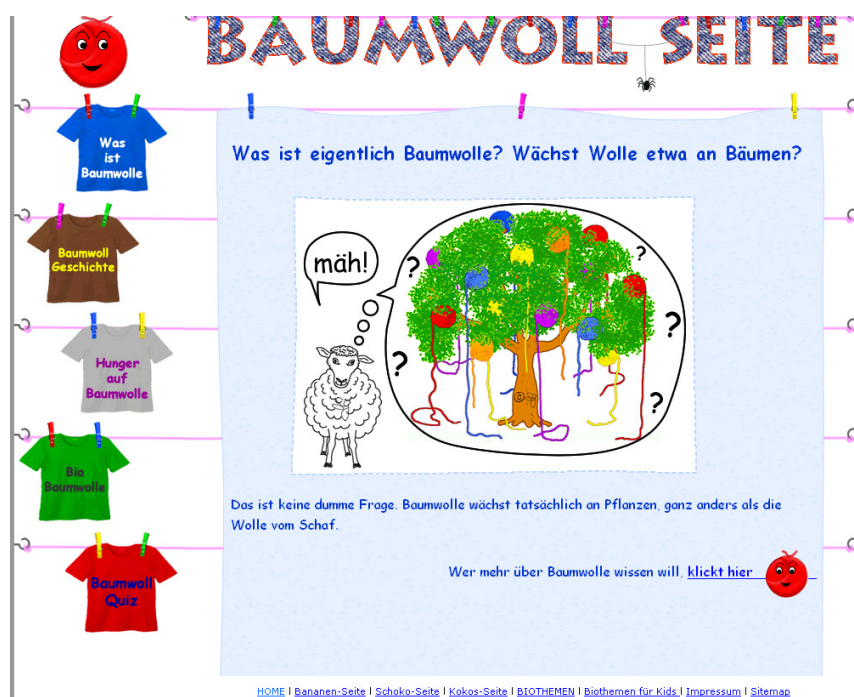 BAUMWOLL SEITE
Was
ist
Baumwolle
Baumwoll
Geschichte
Hunger
auf
Baumwolle
Bio
Baumwolle
Baumwoll
Quiz
Was ist eigentlich Baumwolle? Wächst Wolle etwa an Bäumen?
mäh!
?
?
?
?
?
Das ist keine dumme Frage. Baumwolle wächst tatsächlich an Pflanzen, ganz anders als die
Wolle vom Schaf.
Wer mehr über Baumwolle wissen will, klickt hier
HOME | Bananen-Seite | Schoko-Seite | Kokos-Seite | BIOTHEMEN | Biothemen für Kids | Impressum | Sitemap